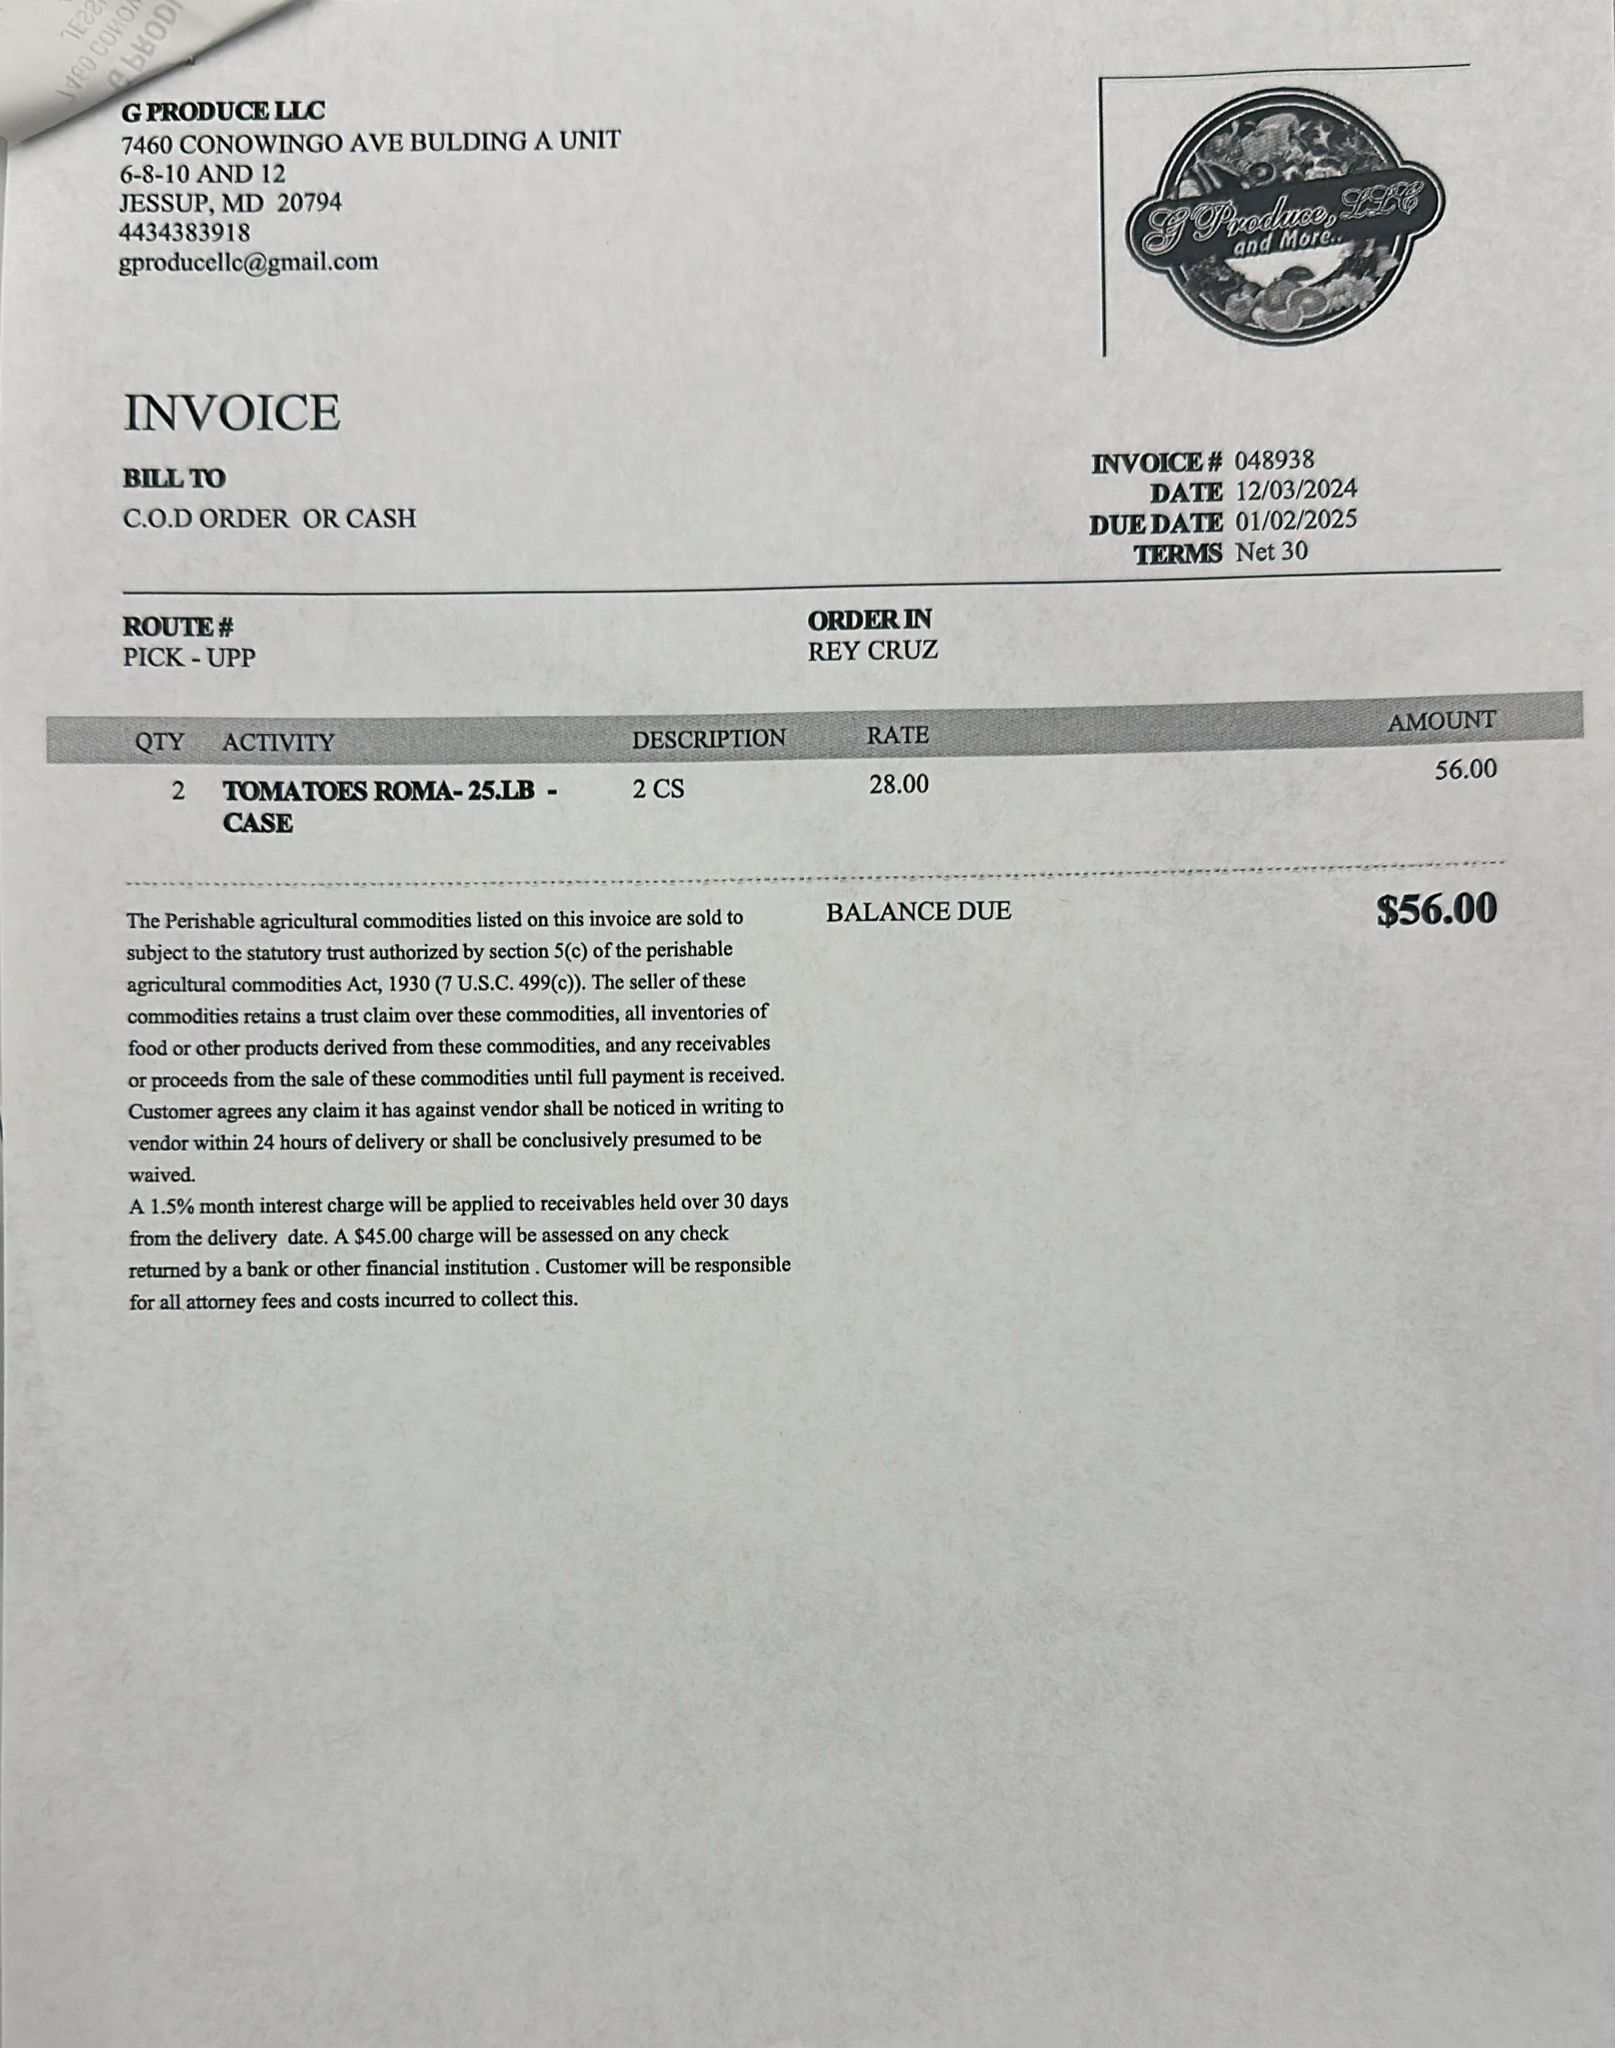 G PRODUCE LLC
7460 CONOWINGO AVE BULDING A UNIT
6-8-10 AND 12
JESSUP, MD 20794
4434383918
gproducellc@gmail.com
G Produce, LLC
and More..
INVOICE
BILL TO
C.O.D ORDER OR CASH
INVOICE # 048938
DATE 12/03/2024
DUE DATE 01/02/2025
TERMS Net 30
ROUTE #
PICK - UPP
ORDER IN
REY CRUZ
QTY ACTIVITY DESCRIPTION RATE AMOUNT
2 TOMATOES ROMA- 25.LB - 2 CS 28.00 56.00
CASE
The Perishable agricultural commodities listed on this invoice are sold to
subject to the statutory trust authorized by section 5(c) of the perishable
agricultural commodities Act, 1930 (7 U.S.C. 499(c)). The seller of these
commodities retains a trust claim over these commodities, all inventories of
food or other products derived from these commodities, and any receivables
or proceeds from the sale of these commodities until full payment is received.
Customer agrees any claim it has against vendor shall be noticed in writing to
vendor within 24 hours of delivery or shall be conclusively presumed to be
waived.
A 1.5% month interest charge will be applied to receivables held over 30 days
from the delivery date. A $45.00 charge will be assessed on any check
returned by a bank or other financial institution . Customer will be responsible
for all attorney fees and costs incurred to collect this.
BALANCE DUE $56.00